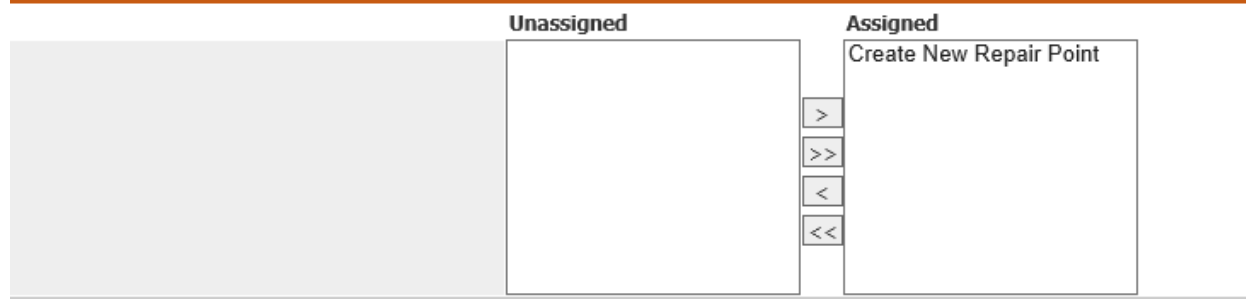 Unassigned
Assigned
Create New Repair Point
>
>>
<
<<